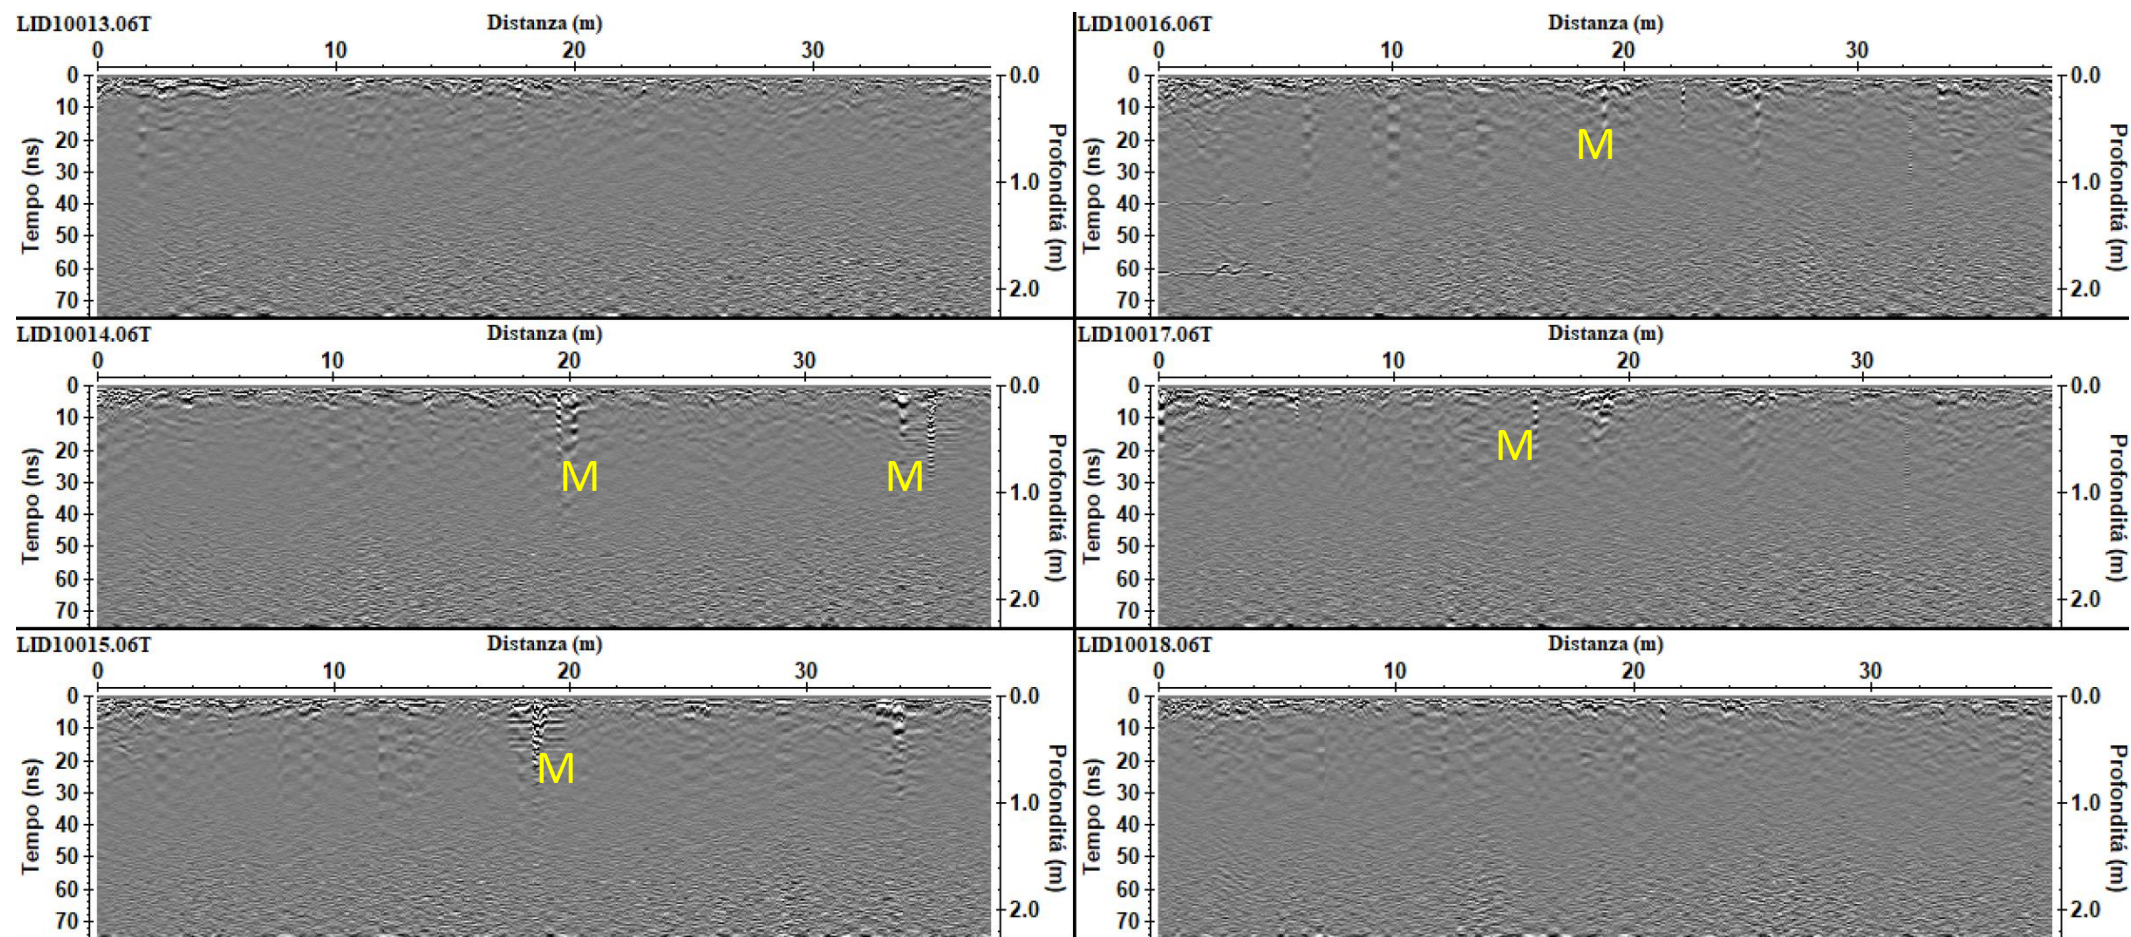 LID10013.06T Distanza (m)
0 10 20 30
0 10 20 30 40 50 60 70
Tempo (ns)
0.0 1.0 2.0
Profonditá (m)
LID10014.06T Distanza (m)
0 10 20 30
0 10 20 30 40 50 60 70
Tempo (ns)
M M
0.0 1.0 2.0
Profonditá (m)
LID10015.06T Distanza (m)
0 10 20 30
0 10 20 30 40 50 60 70
Tempo (ns)
M
0.0 1.0 2.0
Profonditá (m)
LID10016.06T Distanza (m)
0 10 20 30
0 10 20 30 40 50 60 70
Tempo (ns)
M
0.0 1.0 2.0
Profonditá (m)
LID10017.06T Distanza (m)
0 10 20 30
0 10 20 30 40 50 60 70
Tempo (ns)
M
0.0 1.0 2.0
Profonditá (m)
LID10018.06T Distanza (m)
0 10 20 30
0 10 20 30 40 50 60 70
Tempo (ns)
0.0 1.0 2.0
Profonditá (m)